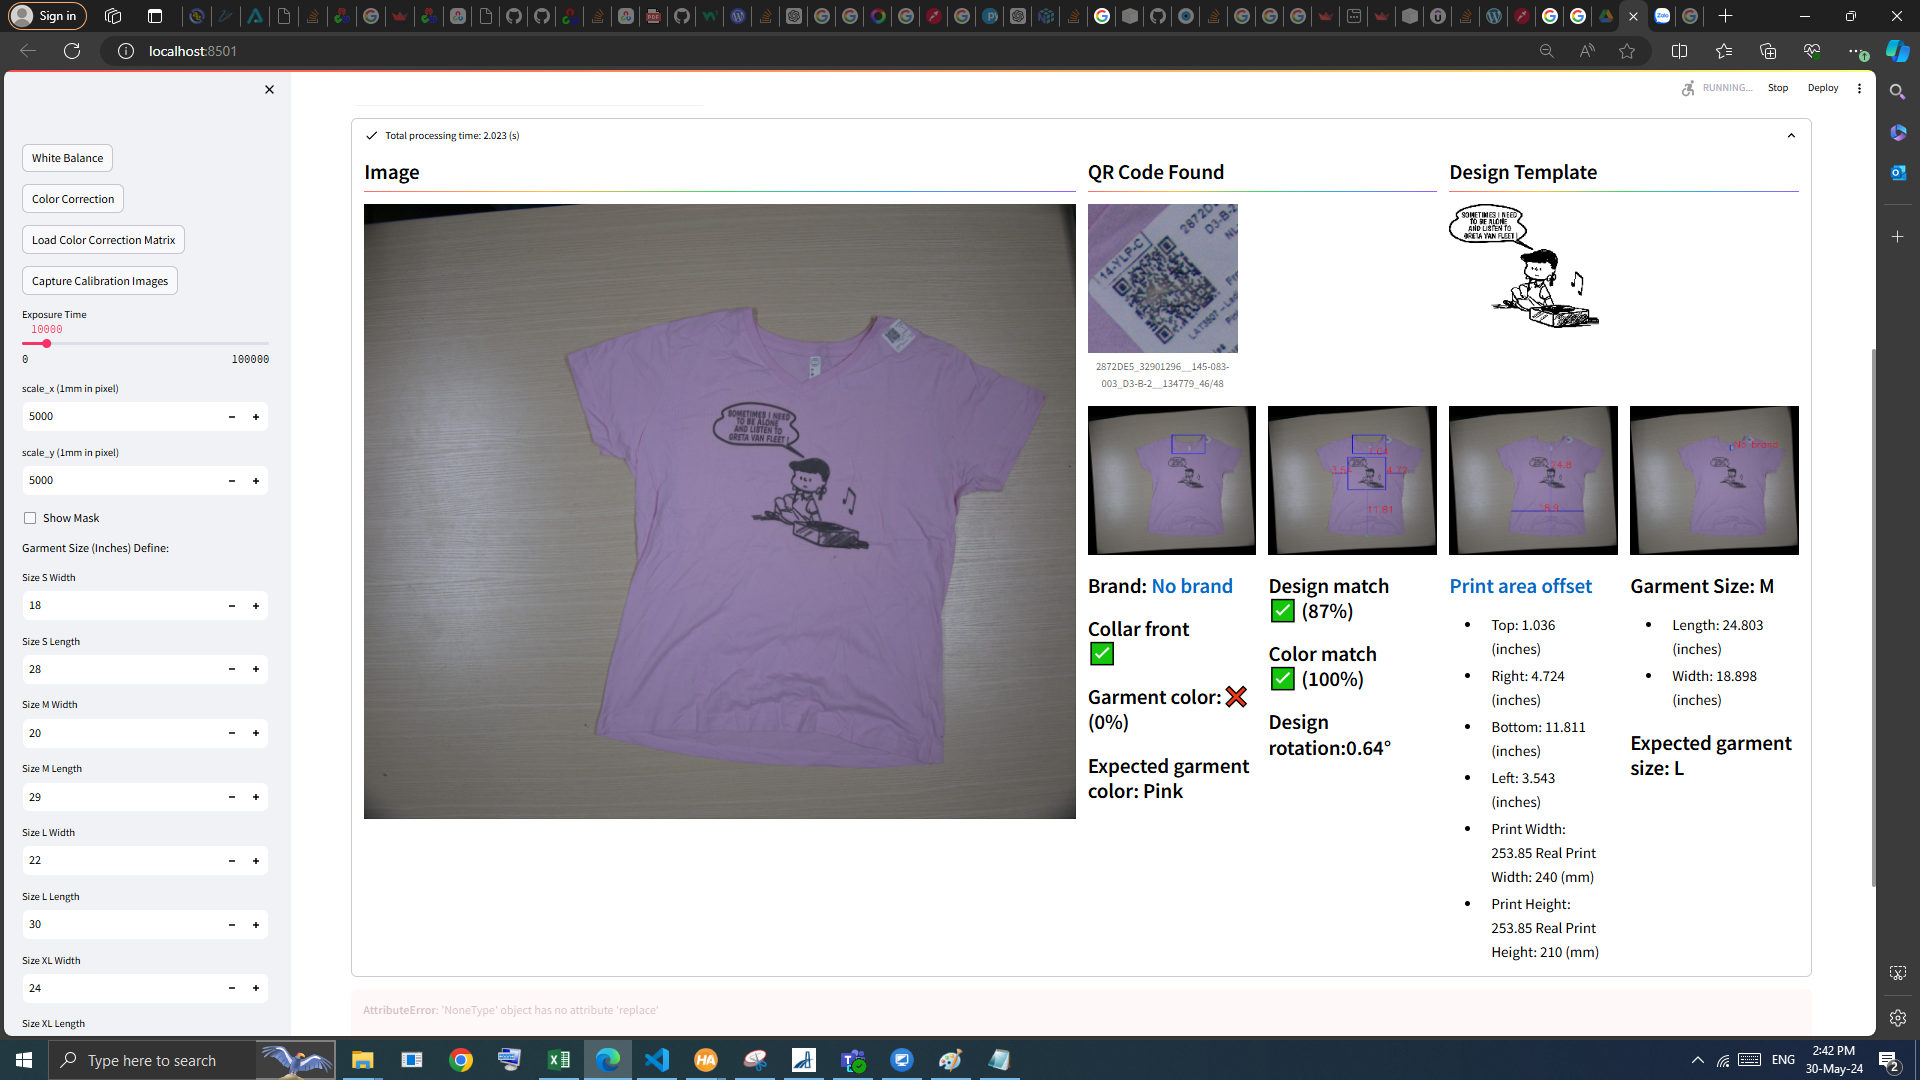 Sign in
localhost:8501
RUNNING...
Stop
Deploy
White Balance
Color Correction
Load Color Correction Matrix
Capture Calibration Images
Exposure Time
10000
0
100000
scale_x (1mm in pixel)
5000
scale_y (1mm in pixel)
5000
Show Mask
Garment Size (Inches) Define:
Size S Width
18
Size S Length
28
Size M Width
20
Size M Length
29
Size L Width
22
Size L Length
30
Size XL Width
24
Size XL Length
Total processing time: 2.023 (s)
Image
SOMETIMES I NEED
TO BE ALONE
AND LISTEN TO
GRETA VAN FLEET!
QR Code Found
2872DE5_32901296__145-083-
003_D3-B-2__134779_46/48
Design Template
SOMETIMES I NEED
TO BE ALONE
AND LISTEN TO
GRETA VAN FLEET!
24.8
11.81
No brand
Brand: No brand
Collar front
Garment color:
(0%)
Expected garment
color: Pink
Design match
(87%)
Color match
(100%)
Design
rotation:0.64°
Print area offset
Top: 1.036
(inches)
Right: 4.724
(inches)
Bottom: 11.811
(inches)
Left: 3.543
(inches)
Print Width:
253.85 Real Print
Width: 240 (mm)
Print Height:
253.85 Real Print
Height: 210 (mm)
Garment Size: M
Length: 24.803
(inches)
Width: 18.898
(inches)
Expected garment
size: L
AttributeError: 'NoneType' object has no attribute 'replace'
Type here to search
ENG
2:42 PM
30-May-24
2